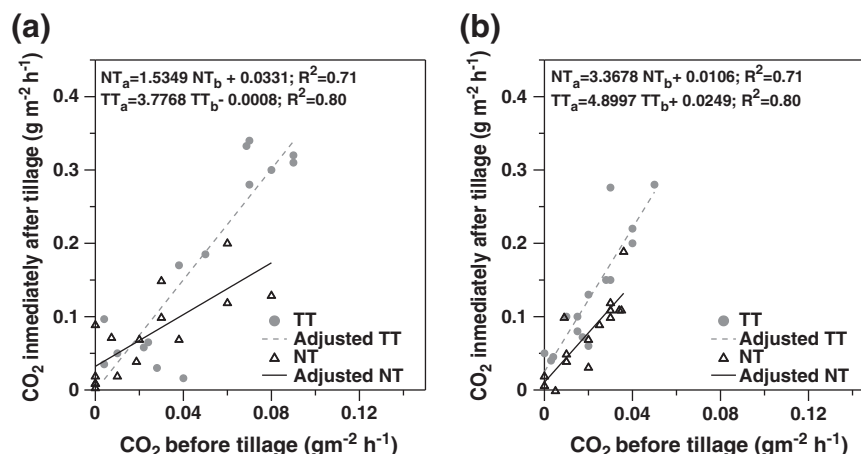 (a)
NTₐ=1.5349 NT_b + 0.0331; R²=0.71
TTₐ=3.7768 TT_b- 0.0008; R²=0.80
CO₂ inmediately after tillage (g m⁻² h⁻¹)
0.4
0.3
0.2
0.1
0
TT
Adjusted TT
NT
Adjusted NT
0 0.04 0.08 0.12
CO₂ before tillage (gm⁻² h⁻¹)
(b)
NTₐ=3.3678 NT_b+ 0.0106; R²=0.71
TTₐ=4.8997 TT_b+ 0.0249; R²=0.80
CO₂ inmediately after tillage (g m⁻² h⁻¹)
0.4
0.3
0.2
0.1
0
TT
Adjusted TT
NT
Adjusted NT
0 0.04 0.08 0.12
CO₂ before tillage (gm⁻² h⁻¹)